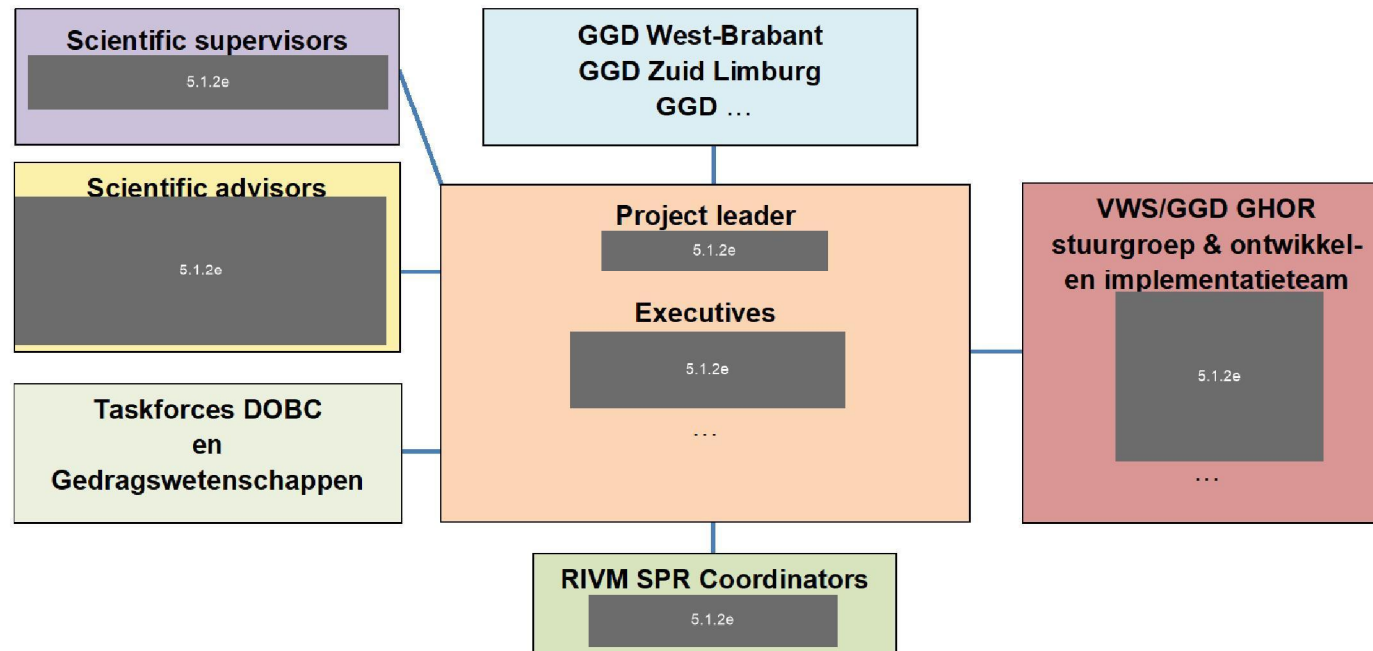 Scientific supervisors
5.1.2e
GGD West-Brabant
GGD Zuid Limburg
GGD ...
Scientific advisors
5.1.2e
Project leader
5.1.2e
Executives
5.1.2e
...
VWS/GGD GHOR
stuurgroep & ontwikkel-
en implementatieteam
5.1.2e
...
Taskforces DOBC
en
Gedragswetenschappen
RIVM SPR Coordinators
5.1.2e